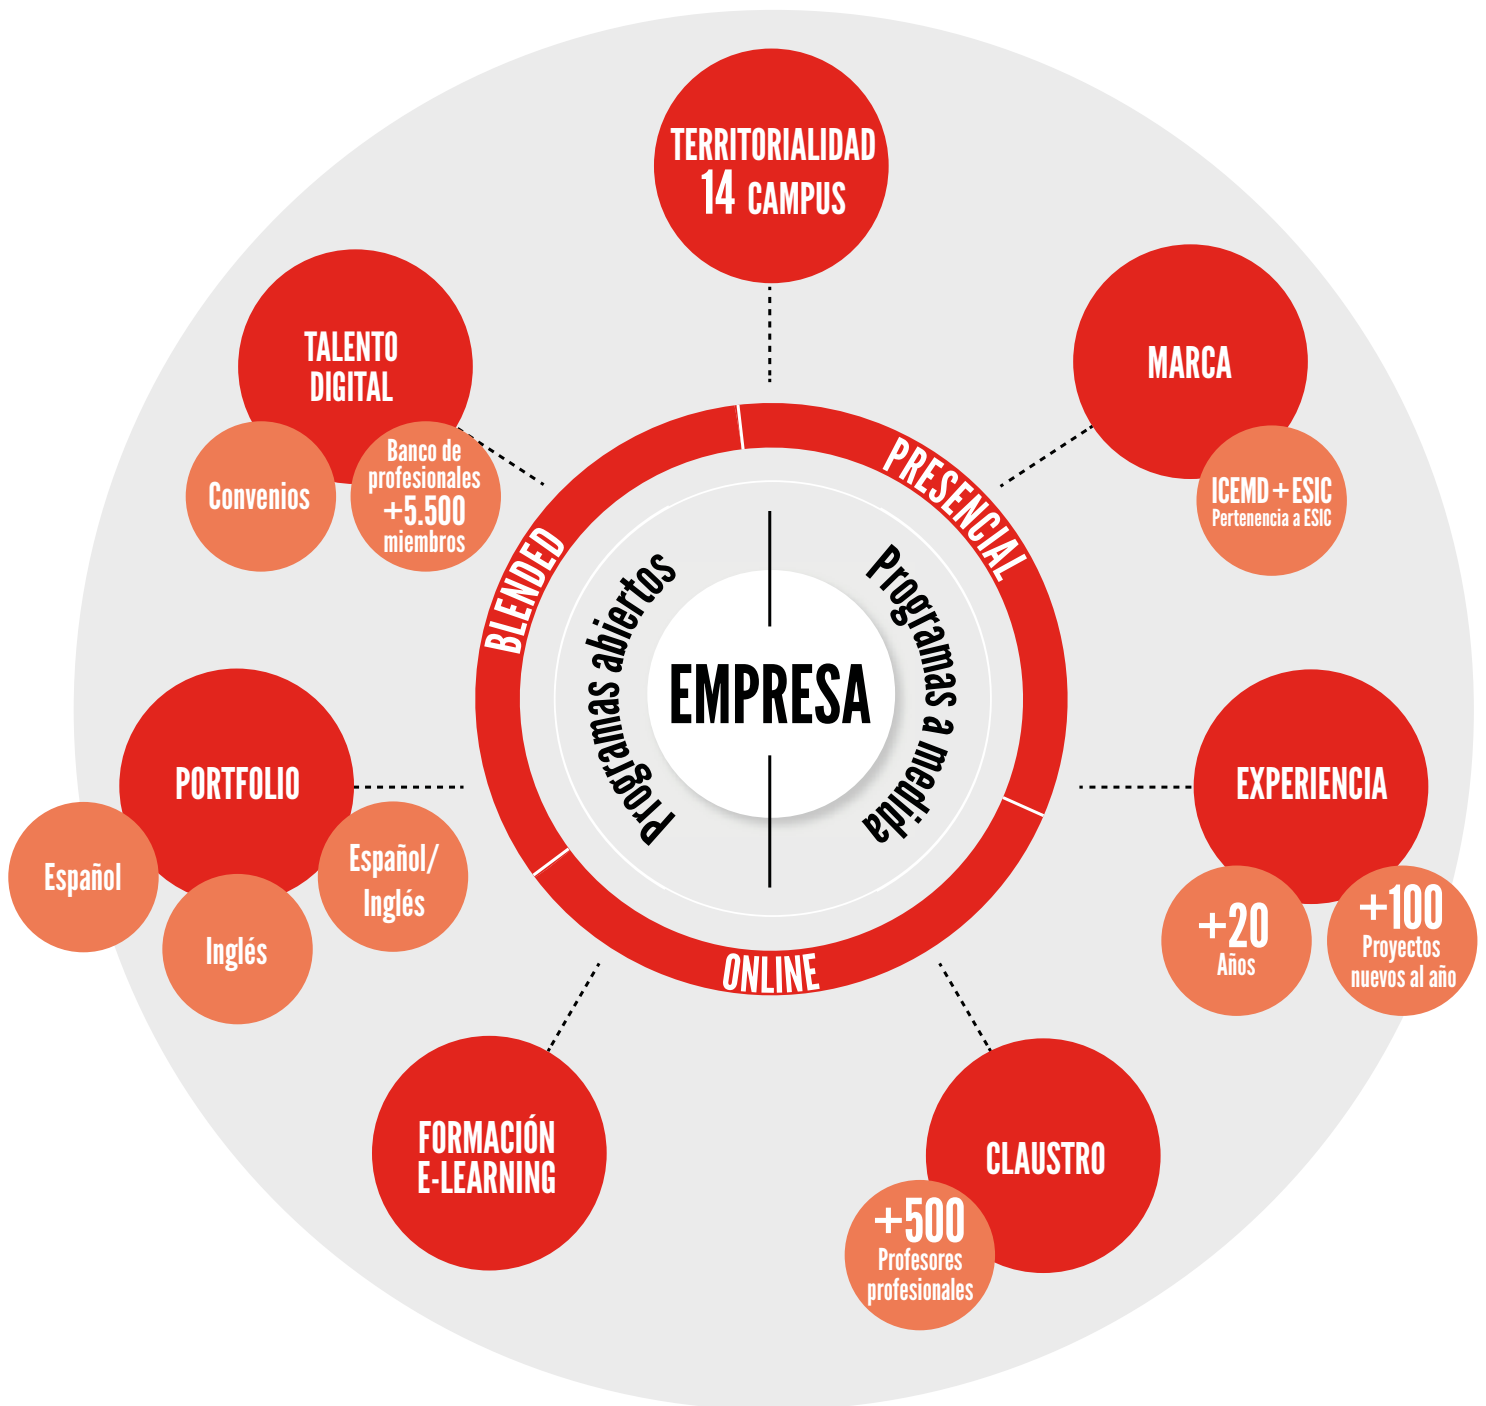 TERRITORIALIDAD
14 CAMPUS
TALENTO
DIGITAL
Convenios
Banco de
profesionales
+5.500
miembros
MARCA
ICEMD+ESIC
Pertenencia a ESIC
BLENDED
PRESENCIAL
ONLINE
Programas abiertos
EMPRESA
Programas a medida
PORTFOLIO
Español
Inglés
Español/
Inglés
EXPERIENCIA
+20
Años
+100
Proyectos
nuevos al año
FORMACIÓN
E-LEARNING
CLAUSTRO
+500
Profesores
profesionales